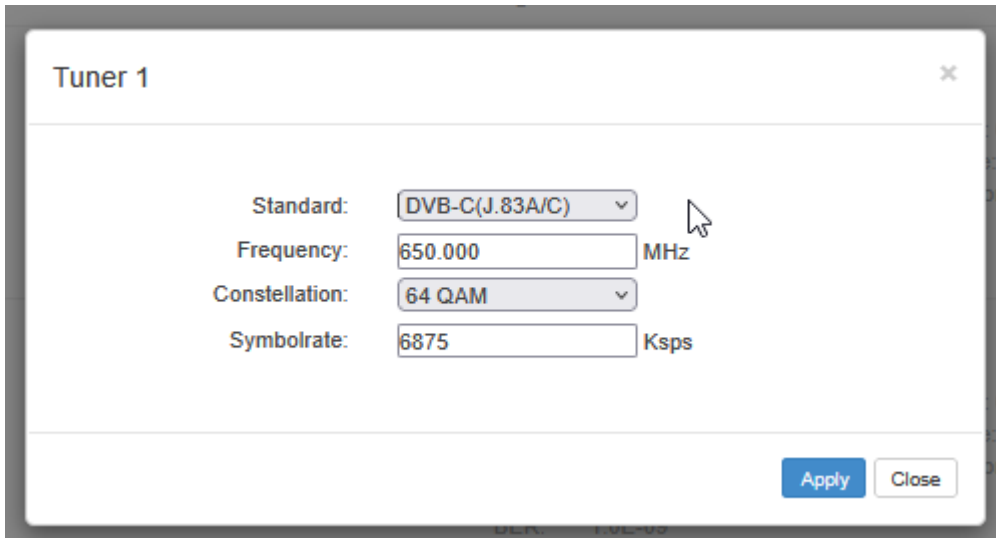 Tuner 1
×
Standard: DVB-C(J.83A/C)
Frequency: 650.000 MHz
Constellation: 64 QAM
Symbolrate: 6875 Ksps
Apply Close